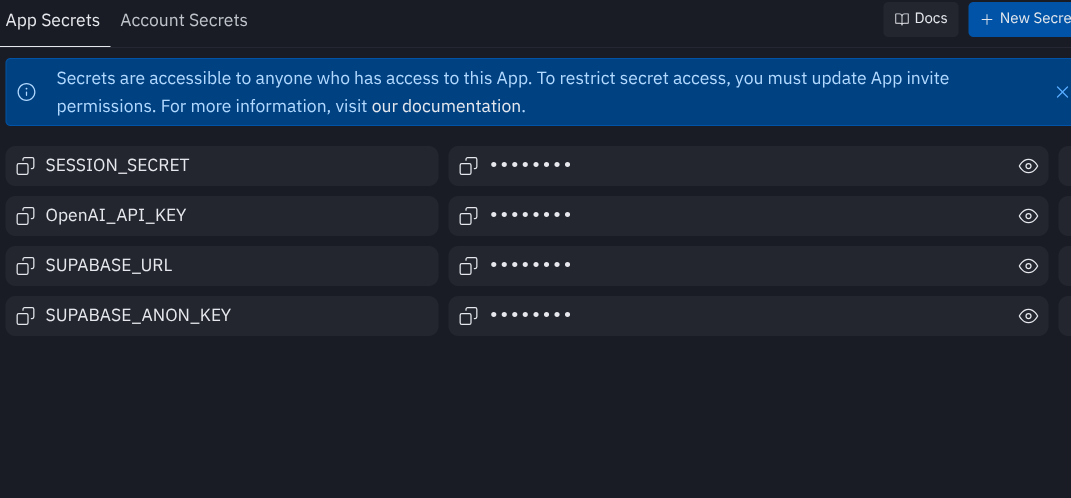 App Secrets Account Secrets Docs + New Secre
Secrets are accessible to anyone who has access to this App. To restrict secret access, you must update App invite
permissions. For more information, visit our documentation.
SESSION_SECRET ••••••••
OpenAI_API_KEY ••••••••
SUPABASE_URL ••••••••
SUPABASE_ANON_KEY ••••••••